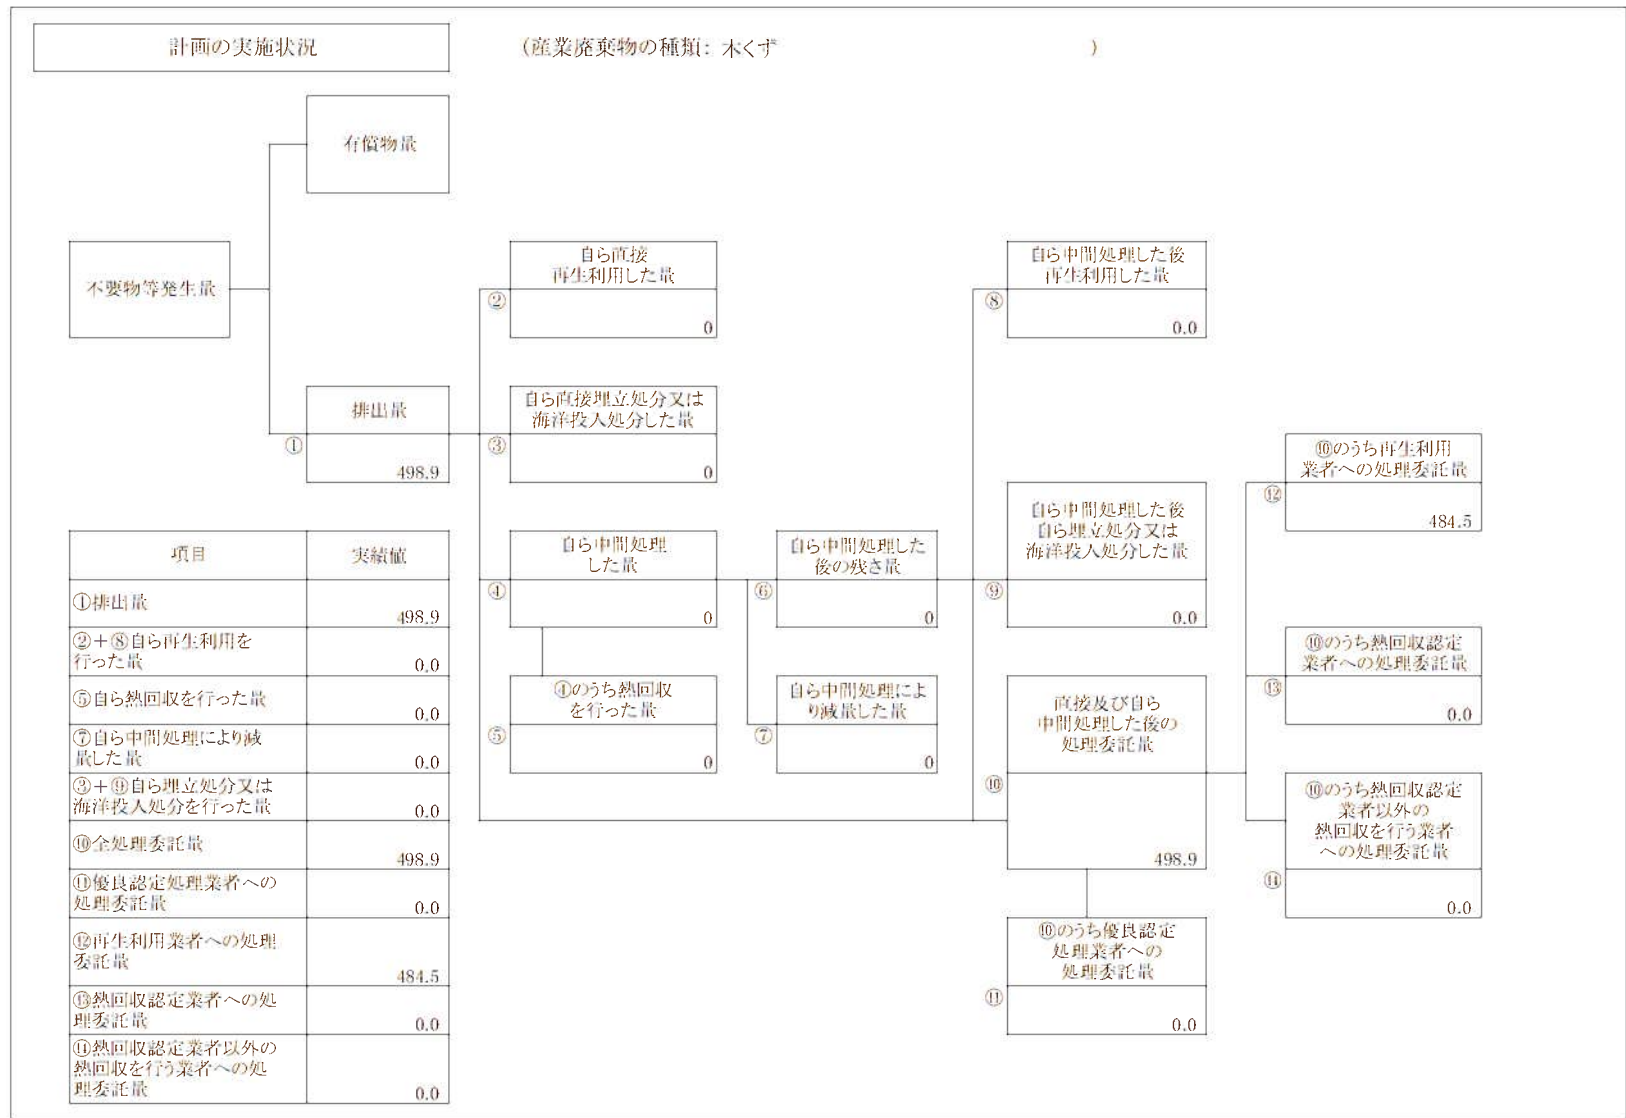 計画の実施状況
（産業廃棄物の種類：木くず　）
有償物量
不要物等発生量
排出量
①
498.9
自ら直接
再生利用した量
②
0
自ら直接埋立処分又は
海洋投入処分した量
③
0
自ら中間処理
した量
④
0
④のうち熱回収
を行った量
⑤
0
自ら中間処理した
後の残さ量
⑥
0
自ら中間処理によ
り減量した量
⑦
0
自ら中間処理した後
再生利用した量
⑧
0.0
自ら中間処理した後
自ら埋立処分又は
海洋投入処分した量
⑨
0.0
直接及び自ら
中間処理した後の
処理委託量
⑩
498.9
⑩のうち優良認定
処理業者への
処理委託量
⑪
0.0
⑩のうち再生利用
業者への処理委託量
⑫
484.5
⑩のうち熱回収認定
業者への処理委託量
⑬
0.0
⑩のうち熱回収認定
業者以外の
熱回収を行う業者
への処理委託量
⑭
0.0
項目　実績値
①排出量
498.9
②＋⑧自ら再生利用を
行った量
0.0
⑤自ら熱回収を行った量
0.0
⑦自ら中間処理により減
量した量
0.0
③＋⑨自ら埋立処分又は
海洋投入処分を行った量
0.0
⑩全処理委託量
498.9
⑪優良認定処理業者への
処理委託量
0.0
⑫再生利用業者への処理
委託量
484.5
⑬熱回収認定業者への処
理委託量
0.0
⑭熱回収認定業者以外の
熱回収を行う業者への処
理委託量
0.0